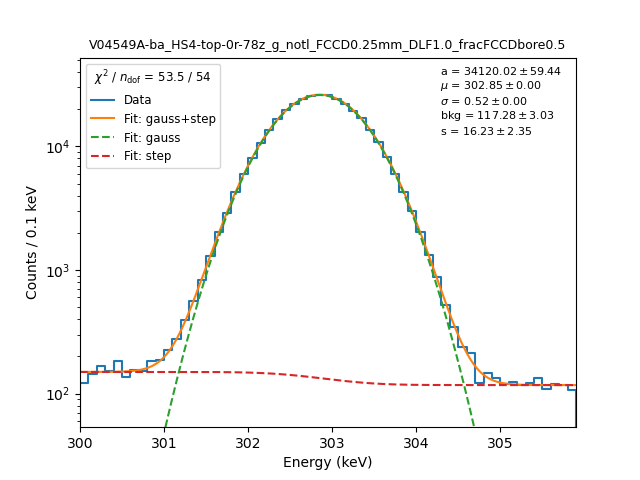 V04549A-ba_HS4-top-0r-78z_g_notl_FCCD0.25mm_DLF1.0_fracFCCDbore0.5
χ² / n_dof = 53.5 / 54
Data
Fit: gauss+step
Fit: gauss
Fit: step
a = 34120.02 ± 59.44
μ = 302.85 ± 0.00
σ = 0.52 ± 0.00
bkg = 117.28 ± 3.03
s = 16.23 ± 2.35
Counts / 0.1 keV
10⁴
10³
10²
300 301 302 303 304 305
Energy (keV)